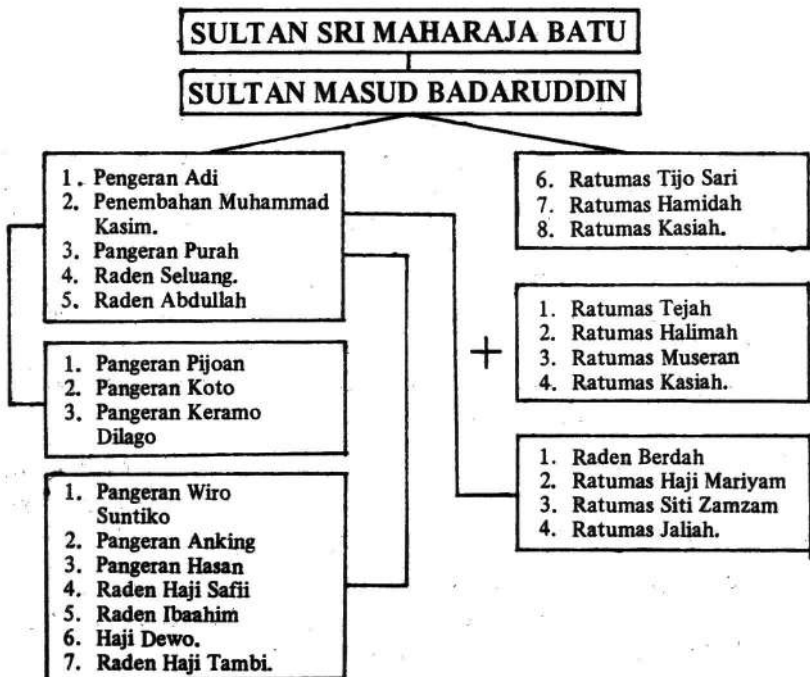 SULTAN SRI MAHARAJA BATU
SULTAN MASUD BADARUDDIN
1. Pengeran Adi
2. Penembahan Muhammad
Kasim.
3. Pangeran Purah
4. Raden Seluang.
5. Raden Abdullah
6. Ratumas Tijo Sari
7. Ratumas Hamidah
8. Ratumas Kasiah.
1. Pangeran Pijoan
2. Pangeran Koto
3. Pangeran Keramo
Dilago
+
1. Ratumas Tejah
2. Ratumas Halimah
3. Ratumas Museran
4. Ratumas Kasiah.
1. Pangeran Wiro
Suntiko
2. Pangeran Anking
3. Pangeran Hasan
4. Raden Haji Safii
5. Raden Ibaahim
6. Haji Dewo.
7. Raden Haji Tambi.
1. Raden Berdah
2. Ratumas Haji Mariyam
3. Ratumas Siti Zamzam
4. Ratumas Jaliah.